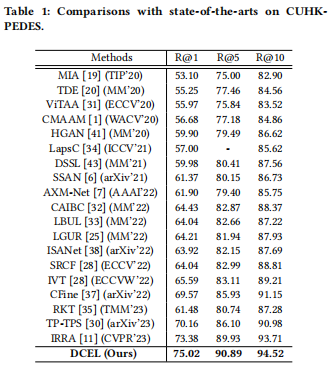 Table 1: Comparisons with state-of-the-arts on CUHK-
PEDES.
Methods R@1 R@5 R@10
MIA [19] (TIP'20) 53.10 75.00 82.90
TDE [20] (MM'20) 55.25 77.46 84.56
ViTAA [31] (ECCV'20) 55.97 75.84 83.52
CMAAM [1] (WACV'20) 56.68 77.18 84.86
HGAN [41] (MM'20) 59.00 79.49 86.62
LapsC [34] (ICCV'21) 57.00 - 85.62
DSSL [43] (MM'21) 59.98 80.41 87.56
SSAN [6] (arXiv'21) 61.37 80.15 86.73
AXM-Net [7] (AAAI'22) 61.90 79.40 85.75
CAIBC [32] (MM'22) 64.43 82.87 88.37
LBUL [33] (MM'22) 64.04 82.66 87.22
LGUR [25] (MM'22) 64.21 81.94 87.93
ISANet [38] (arXiv'22) 63.92 82.15 87.69
SRCF [28] (ECCV'22) 64.04 82.99 88.81
IVT [28] (ECCVW'22) 65.59 83.11 89.21
CFine [37] (arXiv'22) 69.57 85.93 91.15
RKT [35] (TMM'23) 61.48 80.74 87.28
TP-TPS [30] (arXiv'23) 70.16 86.10 90.98
IRRA [11] (CVPR'23) 73.38 89.93 93.71
DCEL (Ours) 75.02 90.89 94.52